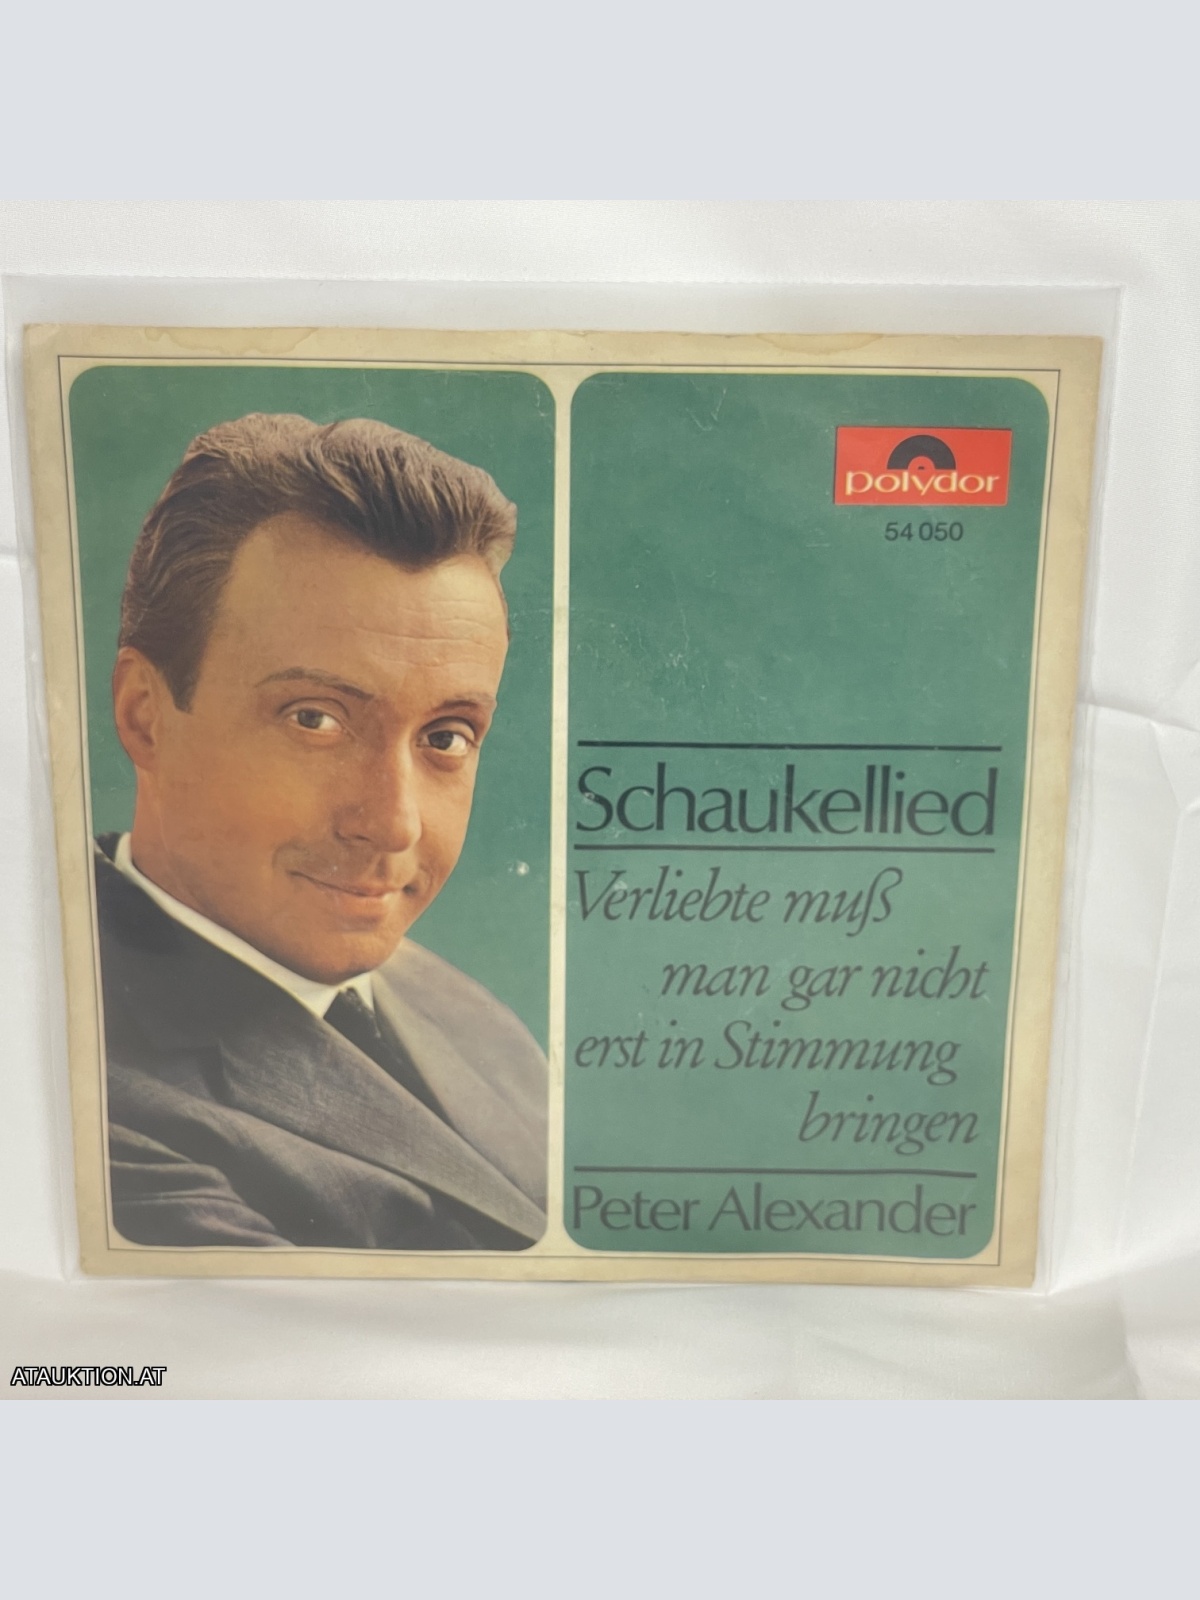 polydor
54 050
Schaukellied
Verliebte muß
man gar nicht
erst in Stimmung
bringen
Peter Alexander
ATAUKTION.AT